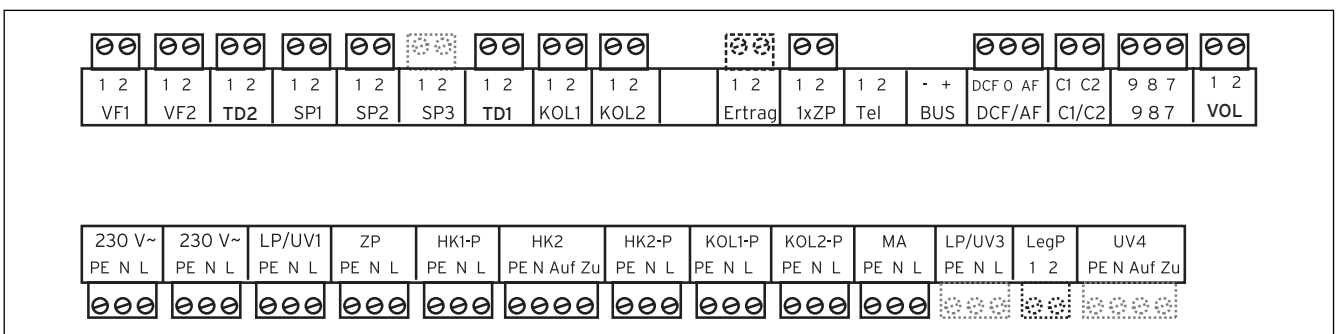 1 2 1 2 1 2 1 2 1 2 1 2 1 2 1 2 1 2 1 2 1 2 1 2 - + DCF O AF C1 C2 9 8 7 1 2
VF1 VF2 TD2 SP1 SP2 SP3 TD1 KOL1 KOL2 Ertrag 1xZP Tel BUS DCF/AF C1/C2 9 8 7 VOL
230 V~ 230 V~ LP/UV1 ZP HK1-P HK2 HK2-P KOL1-P KOL2-P MA LP/UV3 LegP UV4
PE N L PE N L PE N L PE N L PE N L PE N Auf Zu PE N L PE N L PE N L PE N L PE N L 1 2 PE N Auf Zu